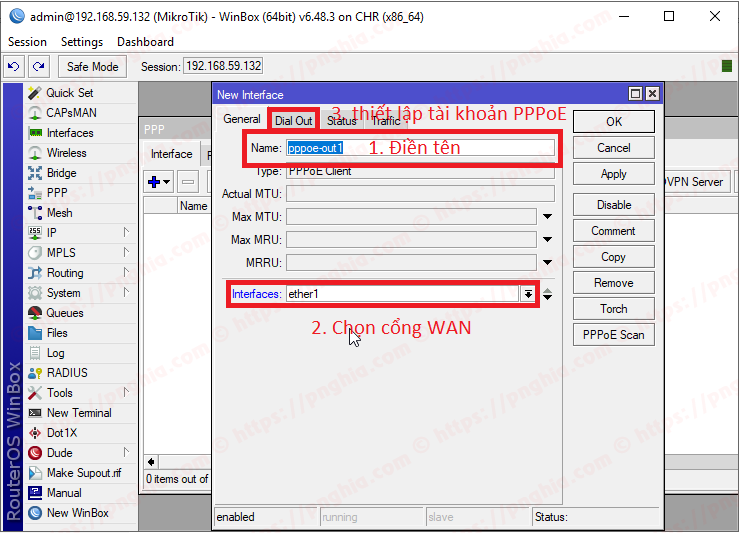 admin@192.168.59.132 (MikroTik) - WinBox (64bit) v6.48.3 on CHR (x86_64)
Session Settings Dashboard
Safe Mode Session: 192.168.59.132
Quick Set
CAPsMAN
Interfaces
Wireless
Bridge
PPP
Mesh
IP
MPLS
Routing
System
Queues
Files
Log
RADIUS
Tools
New Terminal
Dot1X
Dude
Make Supout.rif
Manual
New WinBox
RouterOS WinBox
PPP
Interface
Name
OVPN Server
0 items out of
New Interface
3. thiết lập tài khoản PPPoE
General Dial Out Status Traffic
Name: pppoe-out1
1. Điền tên
Type: PPPoE Client
Actual MTU:
Max MTU:
Max MRU:
MRRU:
Interfaces: ether1
2. Chọn cổng WAN
OK
Cancel
Apply
Disable
Comment
Copy
Remove
Torch
PPPoE Scan
enabled running slave Status:
© https://pnghia.com